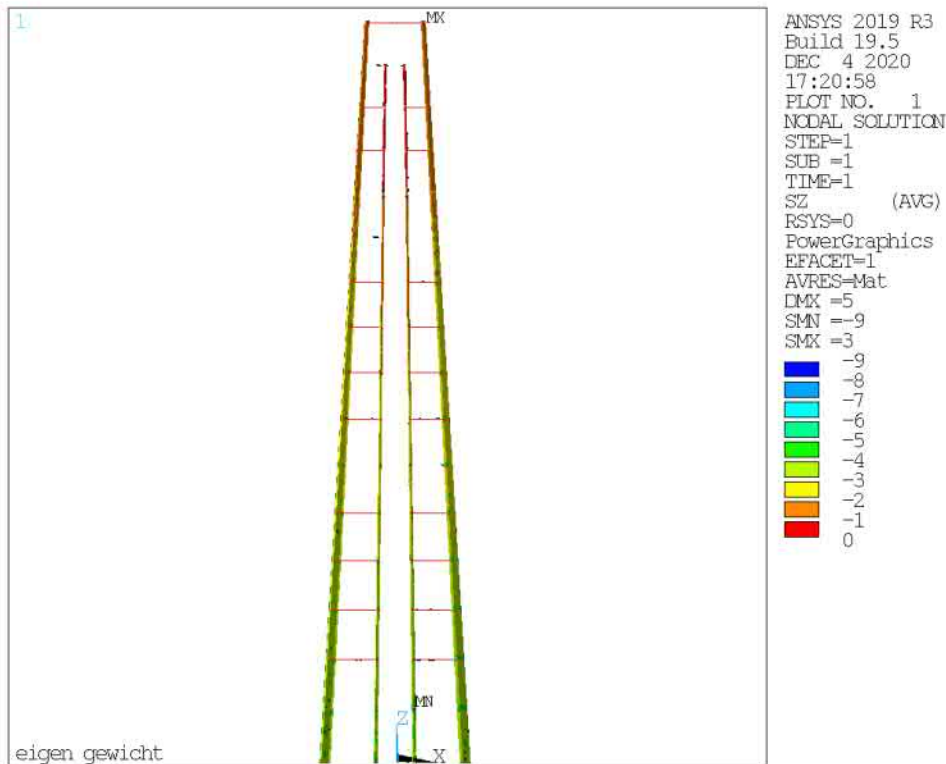 1
MX
MN
Z
X
eigen gewicht
ANSYS 2019 R3
Build 19.5
DEC 4 2020
17:20:58
PLOT NO. 1
NODAL SOLUTION
STEP=1
SUB =1
TIME=1
SZ (AVG)
RSYS=0
PowerGraphics
EFACET=1
AVRES=Mat
DMX =5
SMN =-9
SMX =3
-9
-8
-7
-6
-5
-4
-3
-2
-1
0